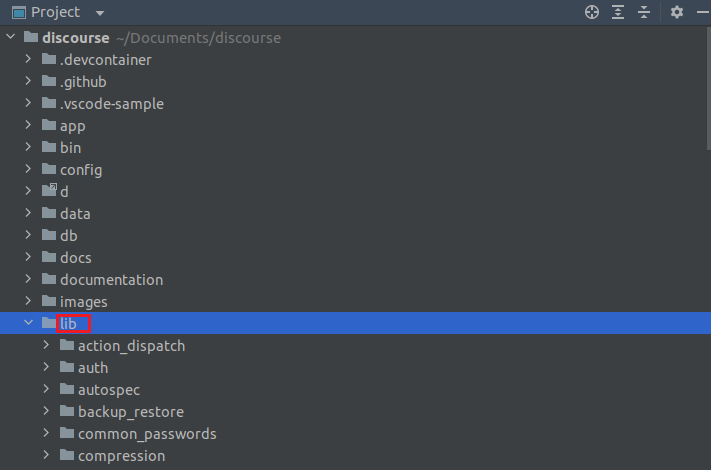 Project
discourse ~/Documents/discourse
.devcontainer
.github
.vscode-sample
app
bin
config
d
data
db
docs
documentation
images
lib
action_dispatch
auth
autospec
backup_restore
common_passwords
compression